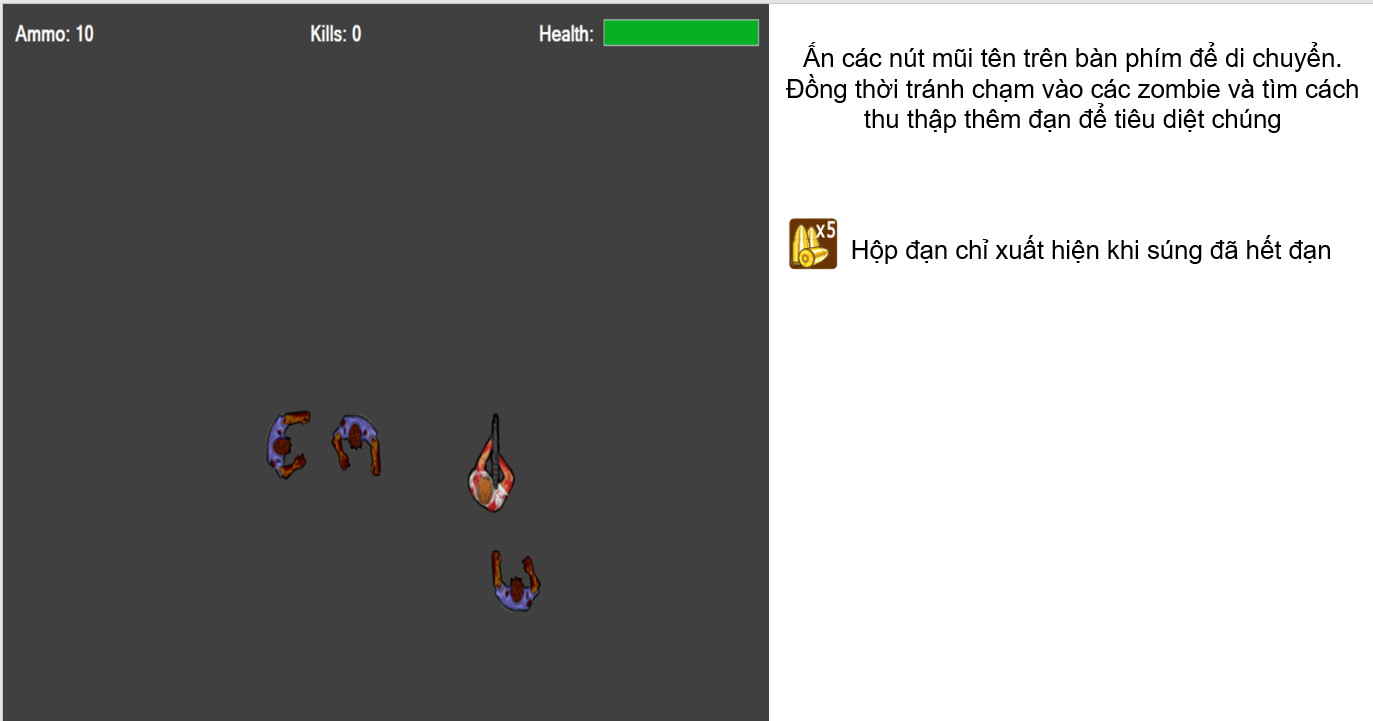 Ammo: 10 Kills: 0 Health:
Ấn các nút mũi tên trên bàn phím để di chuyển.
Đồng thời tránh chạm vào các zombie và tìm cách
thu thập thêm đạn để tiêu diệt chúng
x5
Hộp đạn chỉ xuất hiện khi súng đã hết đạn